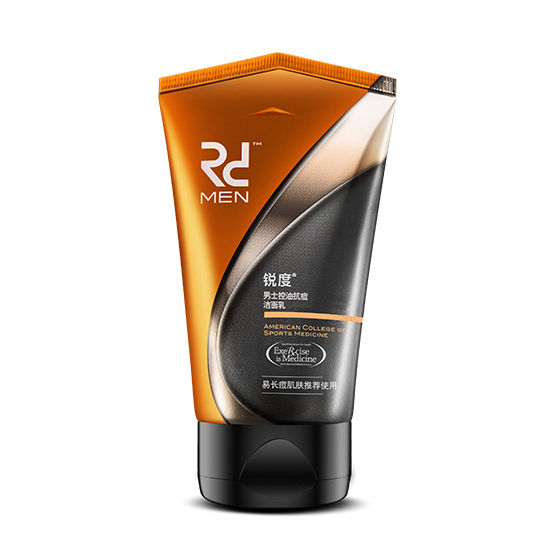 Rd™
MEN
锐度®
男士控油抗痘
洁面乳
AMERICAN COLLEGE OF
SPORTS MEDICINE
ExeRcise
is Medicine
易长痘肌肤推荐使用